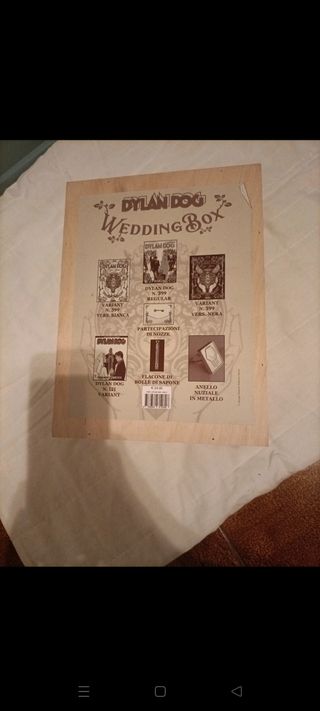 DYLAN DOG
WEDDING BOX
DYLAN DOG
DYLAN DOG
N. 399
REGULAR
VARIANT
N. 399
VERS. BIANCA
VARIANT
N. 399
VERS. NERA
PARTECIPAZIONI
DI NOZZE
DYLAN DOG
DYLAN DOG
N. 121
VARIANT
FLACONE DI
BOLLE DI SAPONE
ANELLO
NUZIALE
IN METALLO